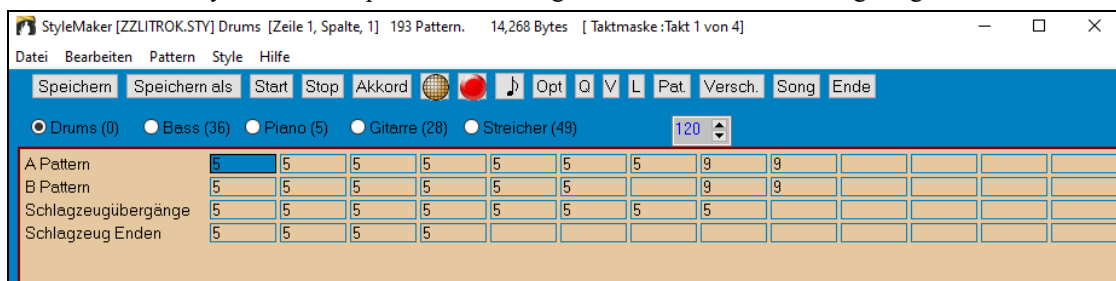 StyleMaker [ZZLITROK.STY] Drums [Zeile 1, Spalte, 1] 193 Pattern. 14,268 Bytes [ Taktmaske :Takt 1 von 4]
Datei Bearbeiten Pattern Style Hilfe
Speichern Speichern als Start Stop Akkord Opt Q V L Pat. Versch. Song Ende
Drums (0) Bass (36) Piano (5) Gitarre (28) Streicher (49) 120
A Pattern 5 5 5 5 5 5 5 9 9
B Pattern 5 5 5 5 5 5 9 9
Schlagzeugübergänge 5 5 5 5 5 5 5 5
Schlagzeug Enden 5 5 5 5